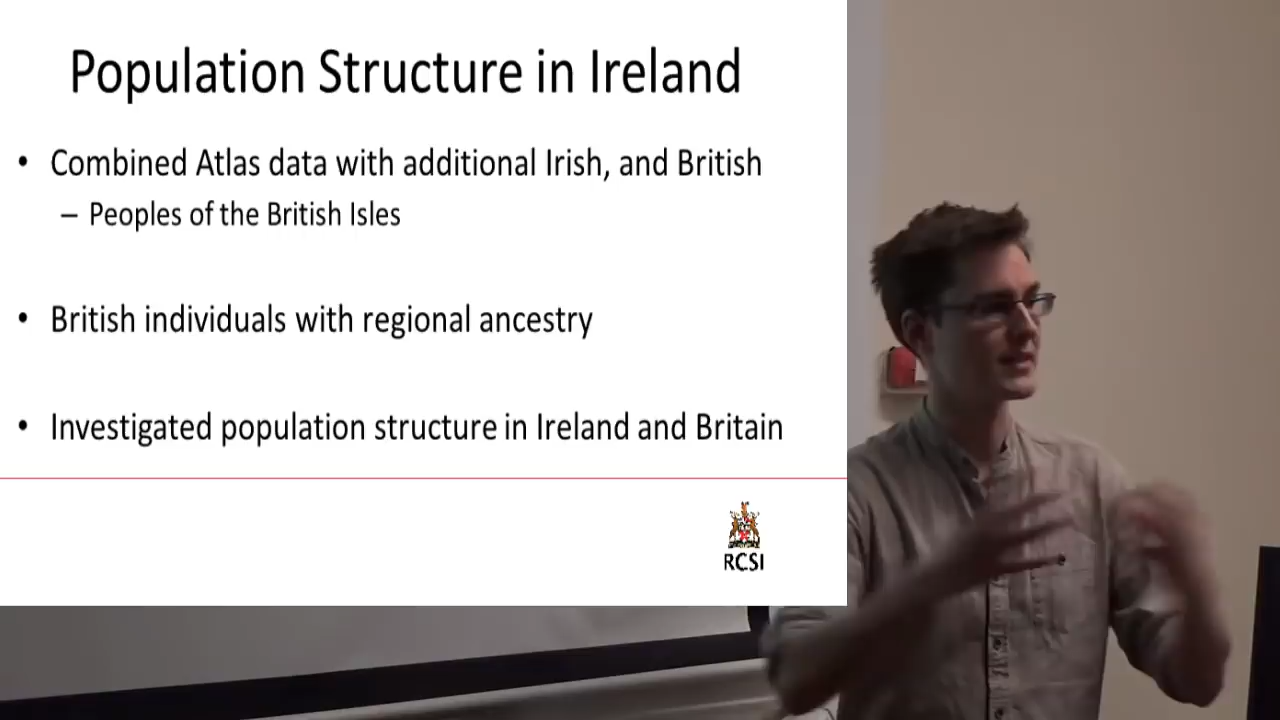 Population Structure in Ireland
• Combined Atlas data with additional Irish, and British
– Peoples of the British Isles
• British individuals with regional ancestry
• Investigated population structure in Ireland and Britain
RCSI